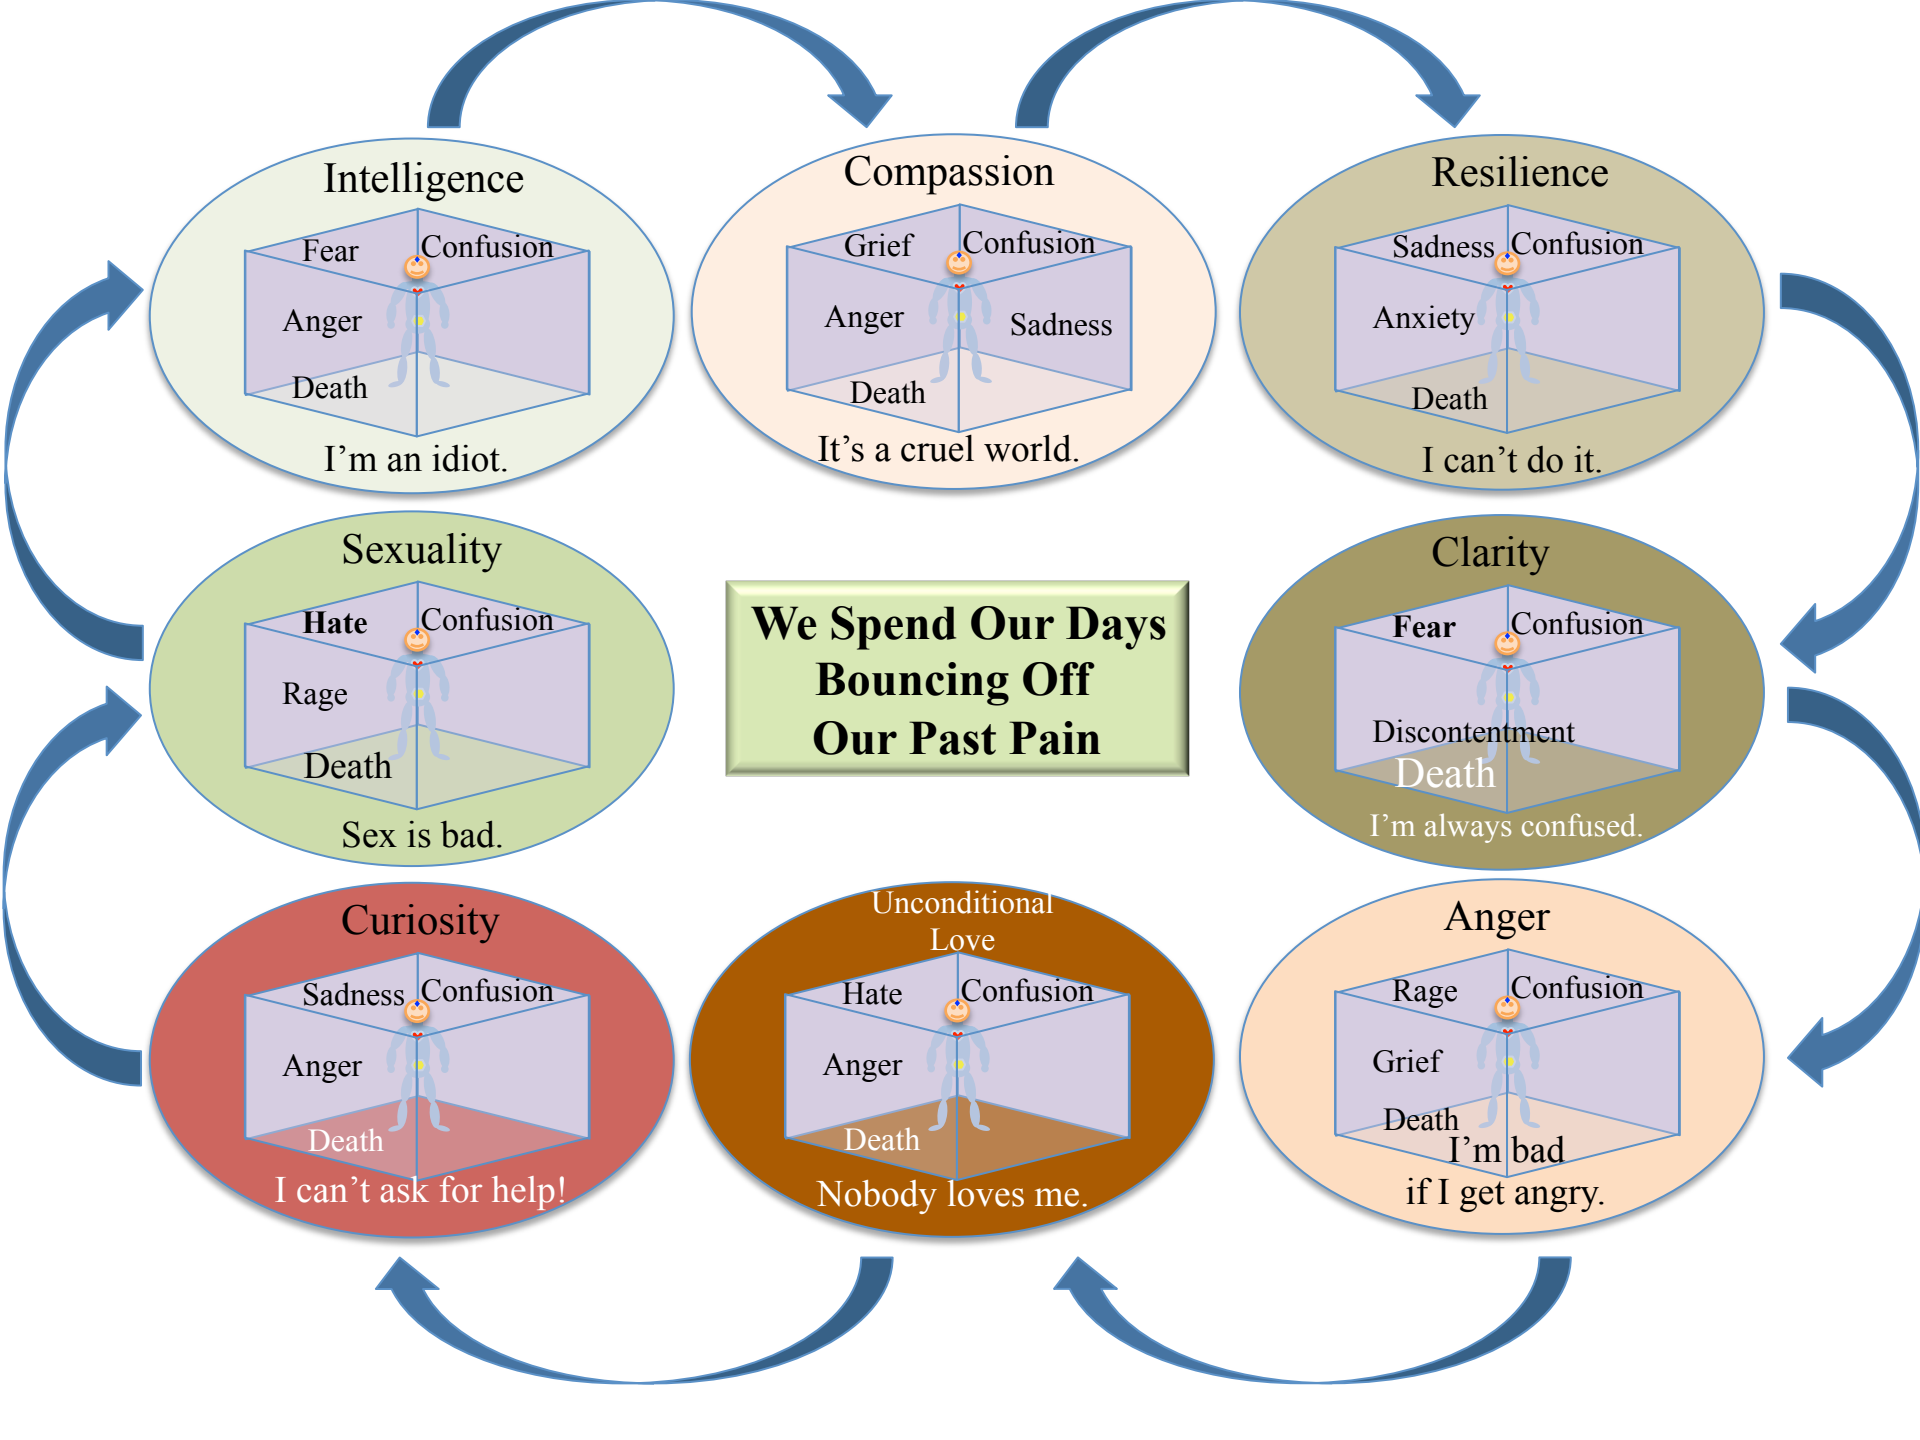 Intelligence
Fear
Confusion
Anger
Death
I'm an idiot.
Compassion
Grief
Confusion
Anger
Sadness
Death
It's a cruel world.
Resilience
Sadness
Confusion
Anxiety
Death
I can't do it.
Sexuality
Hate
Confusion
Rage
Death
Sex is bad.
We Spend Our Days
Bouncing Off
Our Past Pain
Clarity
Fear
Confusion
Discontentment
Death
I'm always confused.
Curiosity
Sadness
Confusion
Anger
Death
I can't ask for help!
Unconditional
Love
Hate
Confusion
Anger
Death
Nobody loves me.
Anger
Rage
Confusion
Grief
Death
I'm bad
if I get angry.